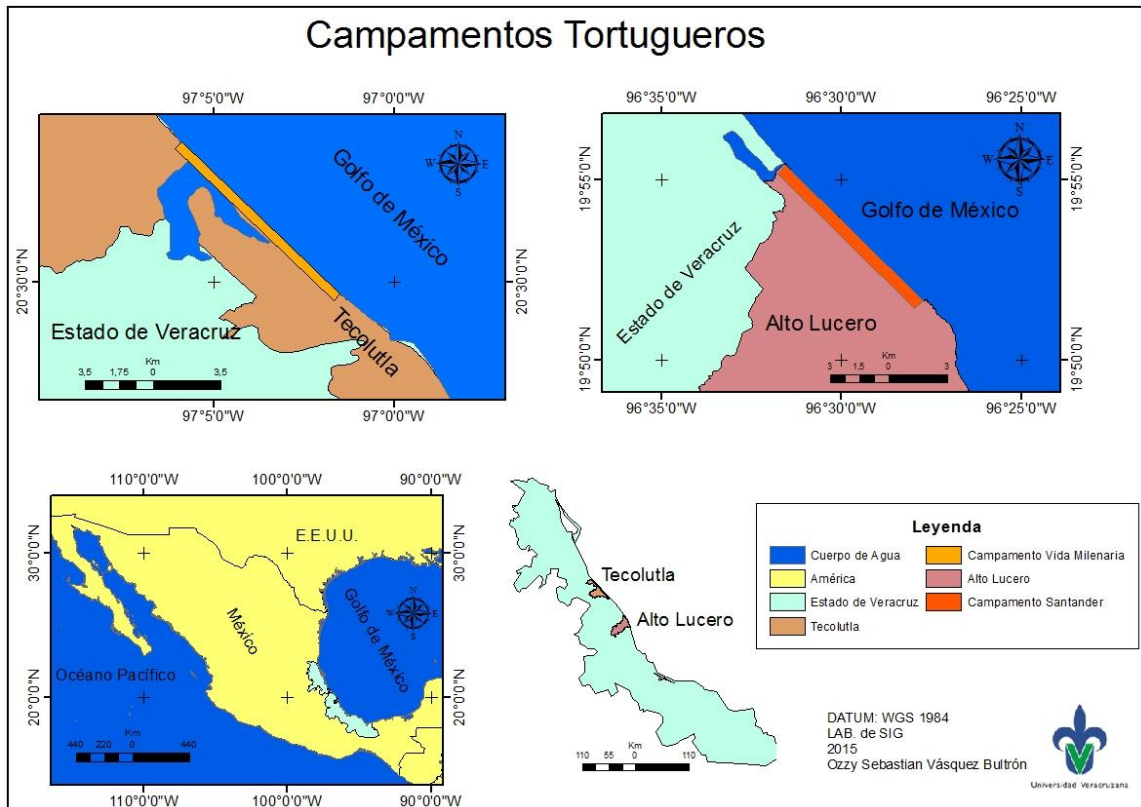 Campamentos Tortugueros
97°5'0"W 97°0'0"W
20°30'0"N
20°30'0"N
Golfo de México
N
W E
S
Estado de Veracruz
Tecolutla
Km
3,5 1,75 0 3,5
97°5'0"W 97°0'0"W
96°35'0"W 96°30'0"W 96°25'0"W
19°55'0"N
19°55'0"N
19°50'0"N
19°50'0"N
N
W E
S
Golfo de México
Estado de Veracruz
Alto Lucero
Km
3 1,5 0 3
96°35'0"W 96°30'0"W 96°25'0"W
110°0'0"W 100°0'0"W 90°0'0"W
30°0'0"N
30°0'0"N
20°0'0"N
20°0'0"N
E.E.U.U.
México
Golfo de México
N
W E
S
Océano Pacífico
Km
440 220 0 440
110°0'0"W 100°0'0"W 90°0'0"W
Tecolutla
Alto Lucero
Km
110 55 0 110
Leyenda
Cuerpo de Agua
América
Estado de Veracruz
Tecolutla
Campamento Vida Milenaria
Alto Lucero
Campamento Santander
DATUM: WGS 1984
LAB. de SIG
2015
Ozzy Sebastian Vásquez Bultrón
Universidad Veracruzana